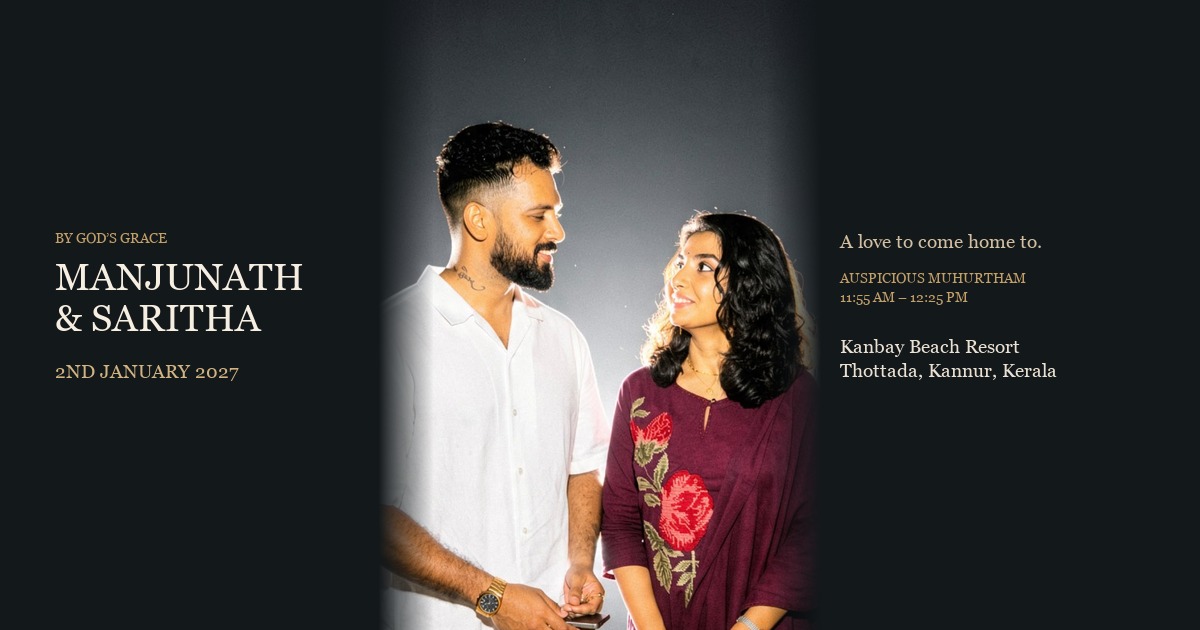 BY GOD'S GRACE
MANJUNATH
& SARITHA
2ND JANUARY 2027
A love to come home to.
AUSPICIOUS MUHURTHAM
11:55 AM – 12:25 PM
Kanbay Beach Resort
Thottada, Kannur, Kerala